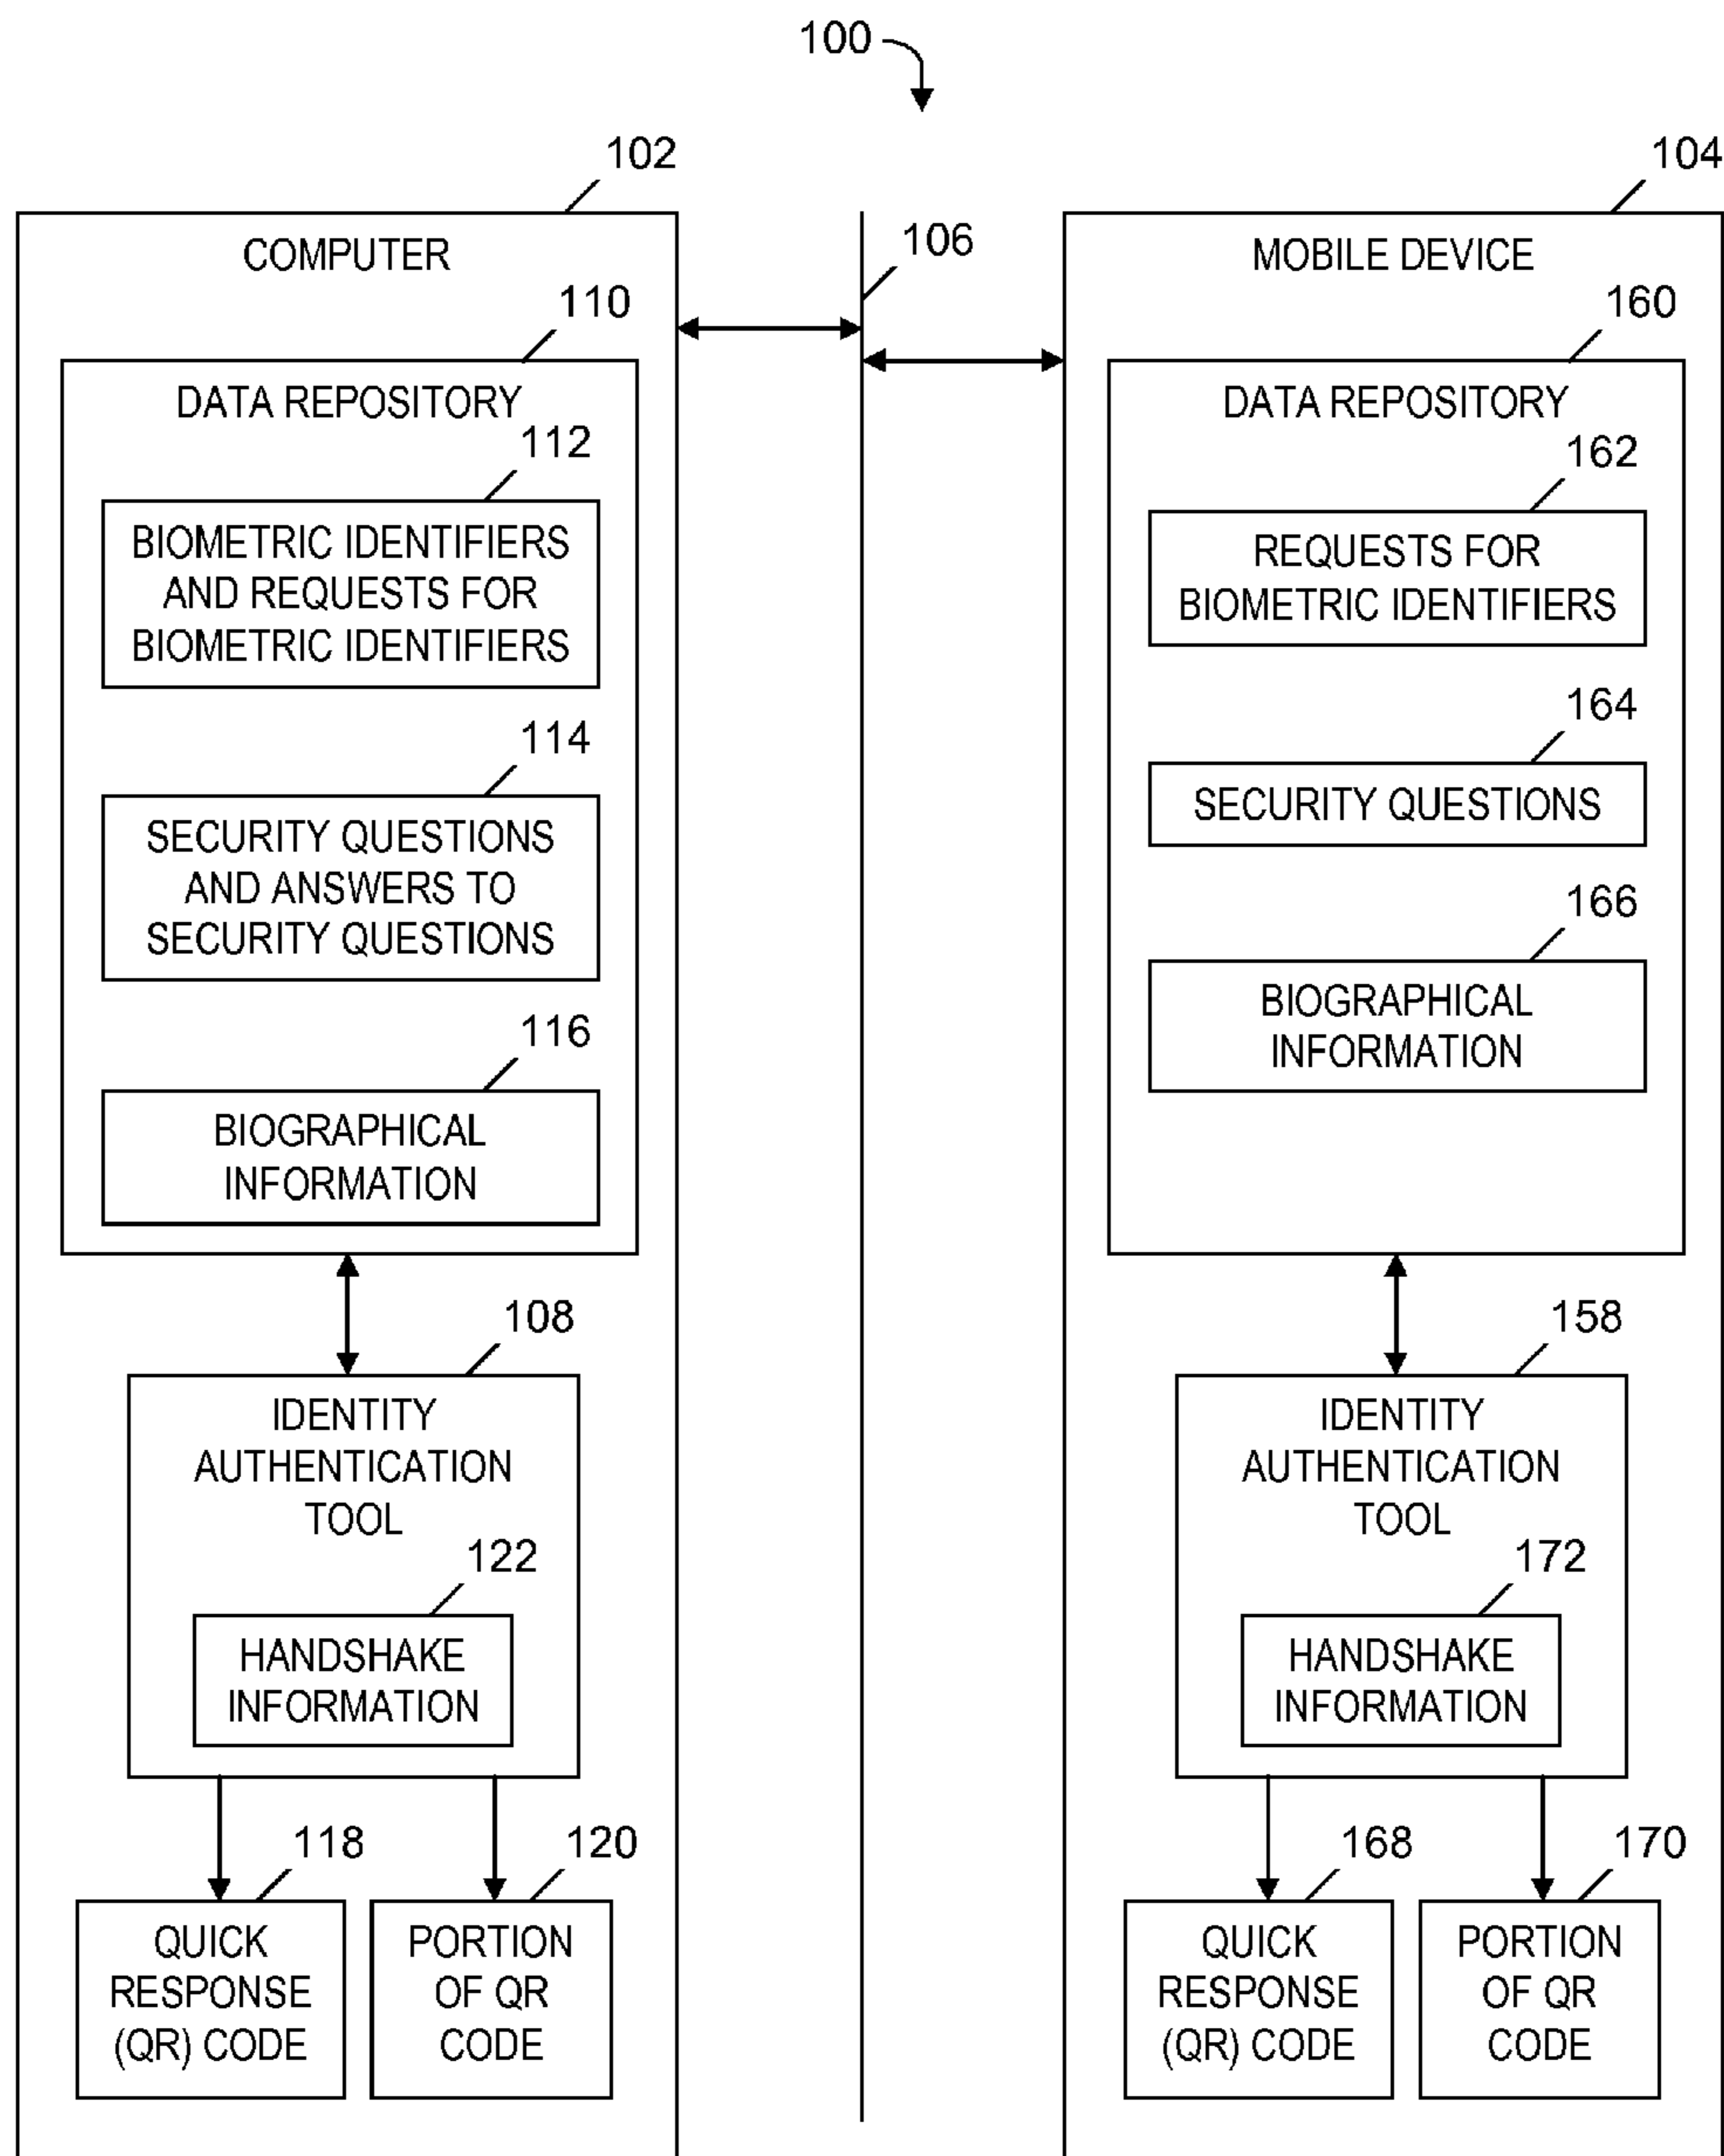 100
102
COMPUTER
110
DATA REPOSITORY
112
BIOMETRIC IDENTIFIERS
AND REQUESTS FOR
BIOMETRIC IDENTIFIERS
114
SECURITY QUESTIONS
AND ANSWERS TO
SECURITY QUESTIONS
116
BIOGRAPHICAL
INFORMATION
108
IDENTITY
AUTHENTICATION
TOOL
122
HANDSHAKE
INFORMATION
118
QUICK
RESPONSE
(QR) CODE
120
PORTION
OF QR
CODE
106
104
MOBILE DEVICE
160
DATA REPOSITORY
162
REQUESTS FOR
BIOMETRIC IDENTIFIERS
164
SECURITY QUESTIONS
166
BIOGRAPHICAL
INFORMATION
158
IDENTITY
AUTHENTICATION
TOOL
172
HANDSHAKE
INFORMATION
168
QUICK
RESPONSE
(QR) CODE
170
PORTION
OF QR
CODE